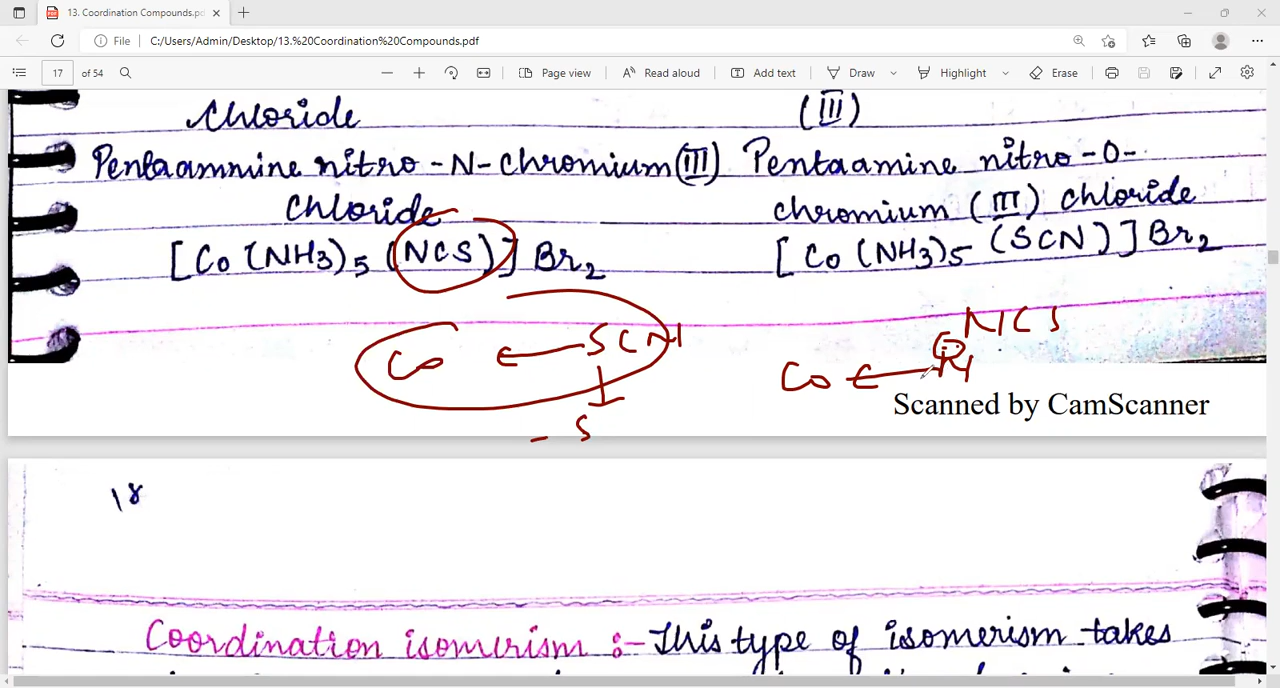 13. Coordination Compounds.pd
File C:/Users/Admin/Desktop/13.%20Coordination%20Compounds.pdf
17 of 54 Page view Read aloud Add text Draw Highlight Erase
Chloride (III)
Pentaammine nitro -N- Chromium (III) Pentaamine nitro -O-
Chloride chromium (III) chloride
[Co (NH3)5 (NCS)] Br2 [Co (NH3)5 (SCN)] Br2
NCS
Co ← SCN
Co ← N
- S
Scanned by CamScanner
18
Coordination isomerism :- This type of isomerism takes